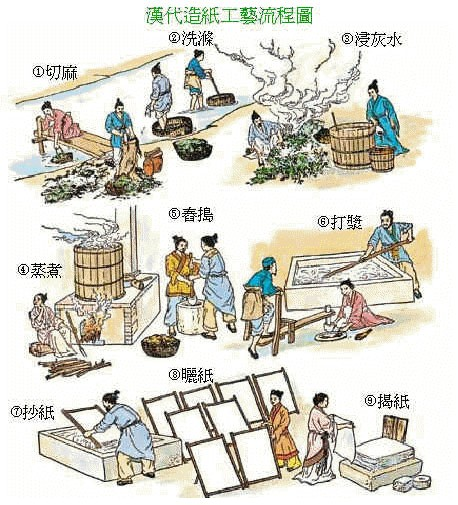 漢代造紙工藝流程圖
①切麻
②洗滌
③浸灰水
④蒸煮
⑤舂搗
⑥打漿
⑦抄紙
⑧曬紙
⑨揭紙